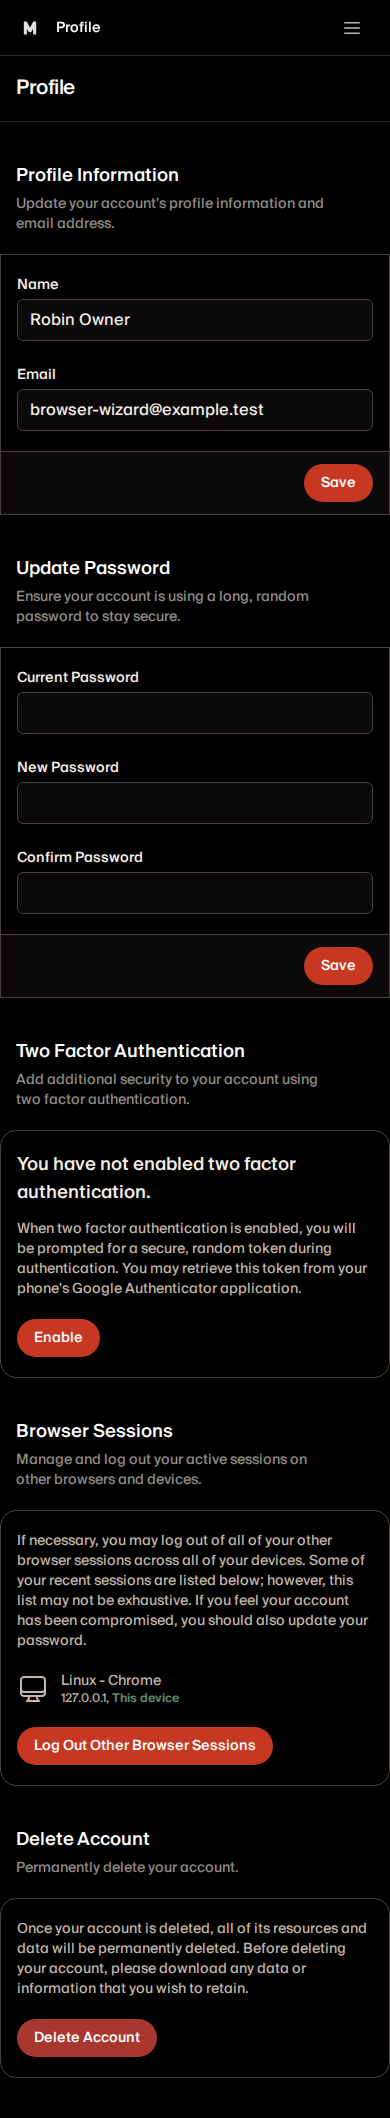 M Profile
Profile
Profile Information
Update your account's profile information and
email address.
Name
Robin Owner
Email
browser-wizard@example.test
Save
Update Password
Ensure your account is using a long, random
password to stay secure.
Current Password
New Password
Confirm Password
Save
Two Factor Authentication
Add additional security to your account using
two factor authentication.
You have not enabled two factor
authentication.
When two factor authentication is enabled, you will
be prompted for a secure, random token during
authentication. You may retrieve this token from your
phone's Google Authenticator application.
Enable
Browser Sessions
Manage and log out your active sessions on
other browsers and devices.
If necessary, you may log out of all of your other
browser sessions across all of your devices. Some of
your recent sessions are listed below; however, this
list may not be exhaustive. If you feel your account
has been compromised, you should also update your
password.
Linux - Chrome
127.0.0.1, This device
Log Out Other Browser Sessions
Delete Account
Permanently delete your account.
Once your account is deleted, all of its resources and
data will be permanently deleted. Before deleting
your account, please download any data or
information that you wish to retain.
Delete Account